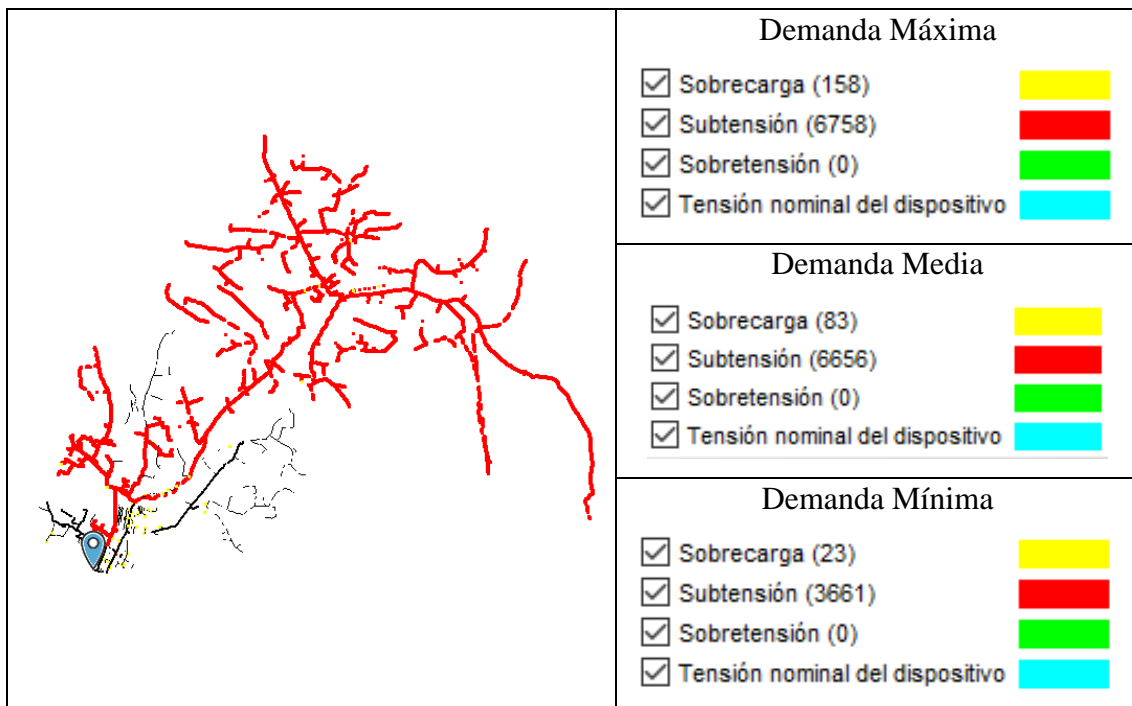 Demanda Máxima
Sobrecarga (158)
Subtensión (6758)
Sobretensión (0)
Tensión nominal del dispositivo
Demanda Media
Sobrecarga (83)
Subtensión (6656)
Sobretensión (0)
Tensión nominal del dispositivo
Demanda Mínima
Sobrecarga (23)
Subtensión (3661)
Sobretensión (0)
Tensión nominal del dispositivo